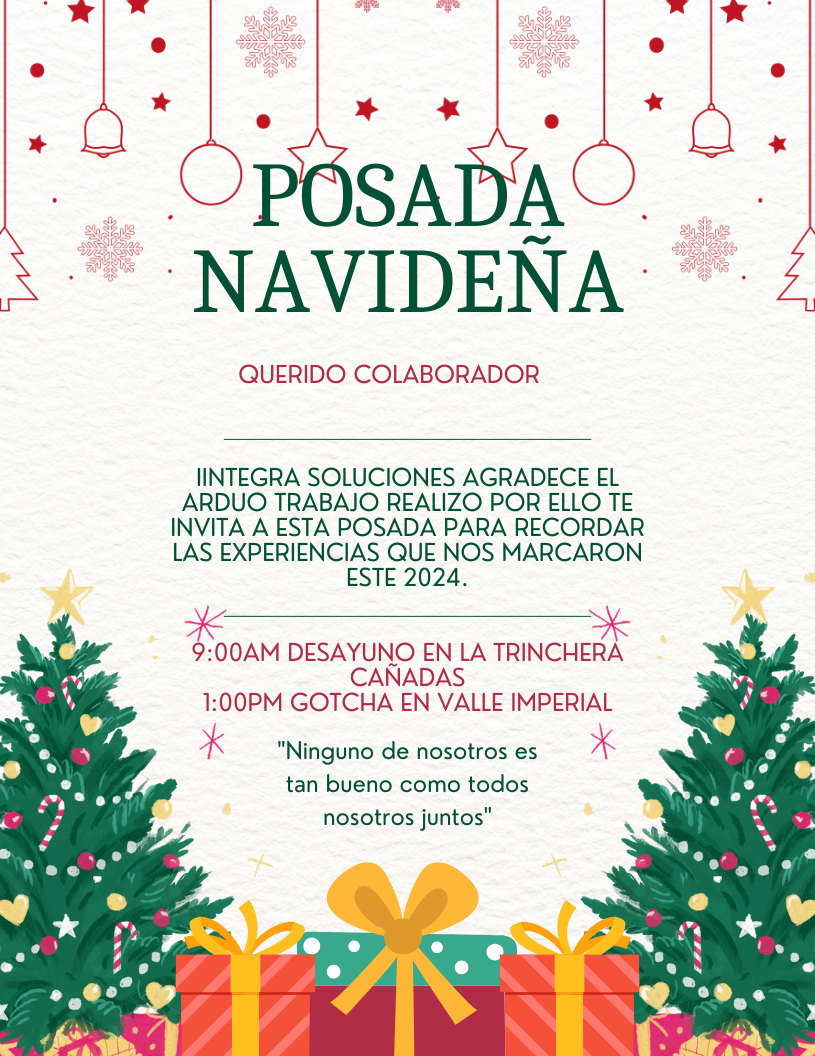 POSADA
NAVIDEÑA
QUERIDO COLABORADOR
IINTEGRA SOLUCIONES AGRADECE EL
ARDUO TRABAJO REALIZO POR ELLO TE
INVITA A ESTA POSADA PARA RECORDAR
LAS EXPERIENCIAS QUE NOS MARCARON
ESTE 2024.
9:00AM DESAYUNO EN LA TRINCHERA
CAÑADAS
1:00PM GOTCHA EN VALLE IMPERIAL
"Ninguno de nosotros es
tan bueno como todos
nosotros juntos"